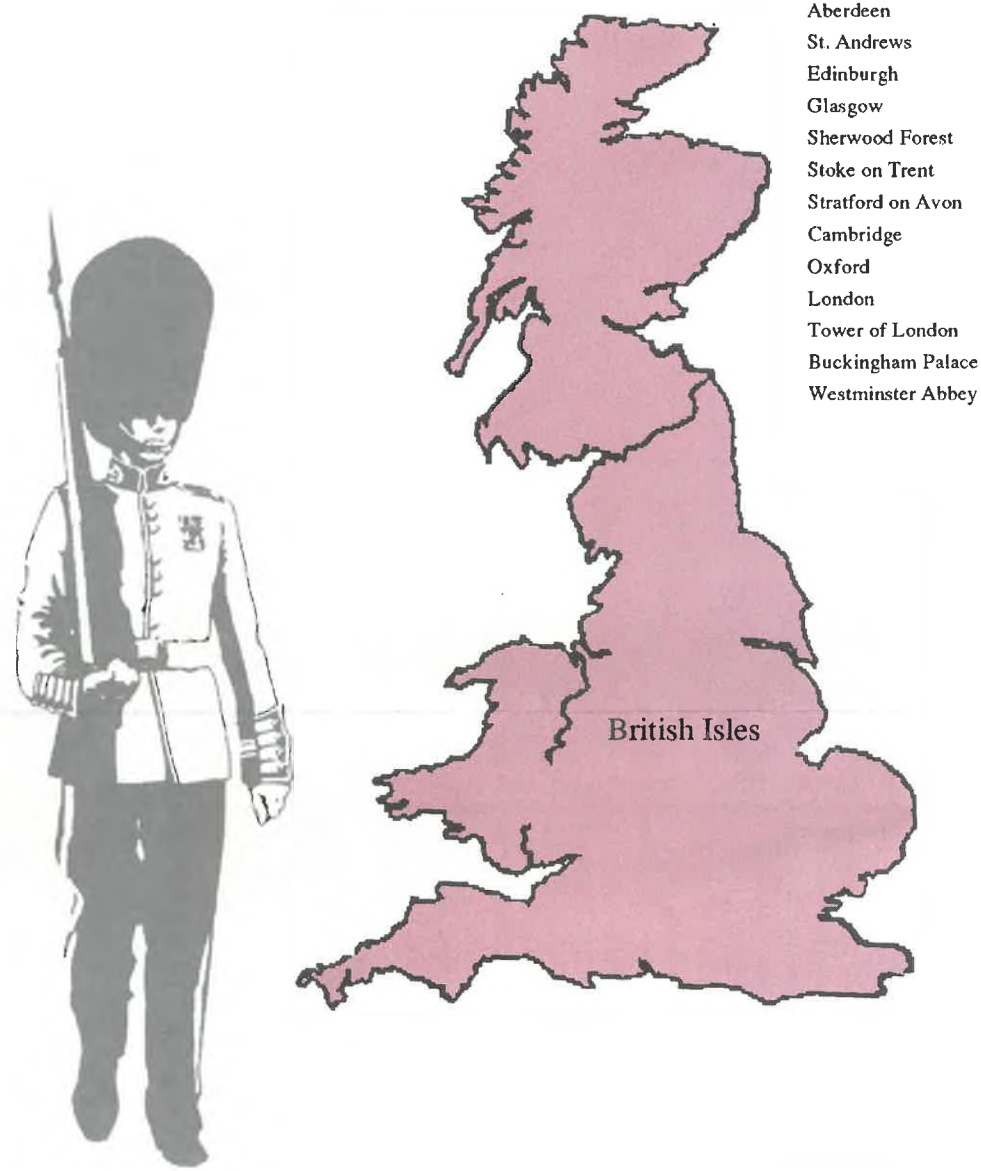 Aberdeen
St. Andrews
Edinburgh
Glasgow
Sherwood Forest
Stoke on Trent
Stratford on Avon
Cambridge
Oxford
London
Tower of London
Buckingham Palace
Westminster Abbey
British Isles